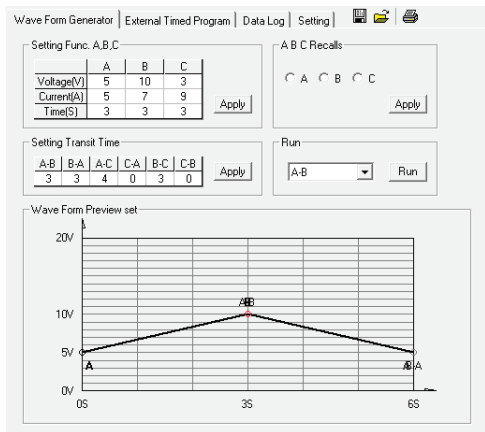 Wave Form Generator External Timed Program Data Log Setting
Setting Func. A,B,C
A B C
Voltage(V) 5 10 3
Current(A) 5 7 9
Time(S) 3 3 3
Apply
A B C Recalls
A B C
Apply
Setting Transit Time
A-B B-A A-C C-A B-C C-B
3 3 4 0 3 0
Apply
Run
A-B
Run
Wave Form Preview set
20V
10V
5V
0V
A
0S 3S 6S